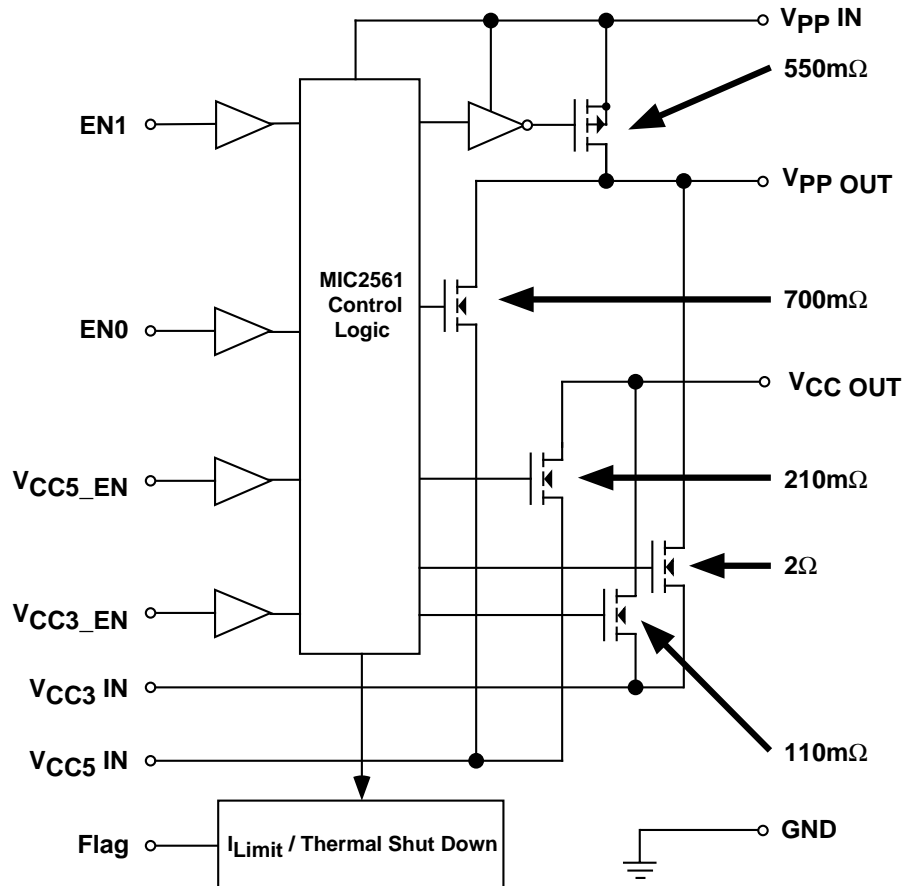 VPP IN
550mΩ
EN1
VPP OUT
MIC2561
Control
Logic
700mΩ
EN0
VCC OUT
VCC5_EN
210mΩ
2Ω
VCC3_EN
VCC3 IN
110mΩ
VCC5 IN
Flag
ILimit / Thermal Shut Down
GND